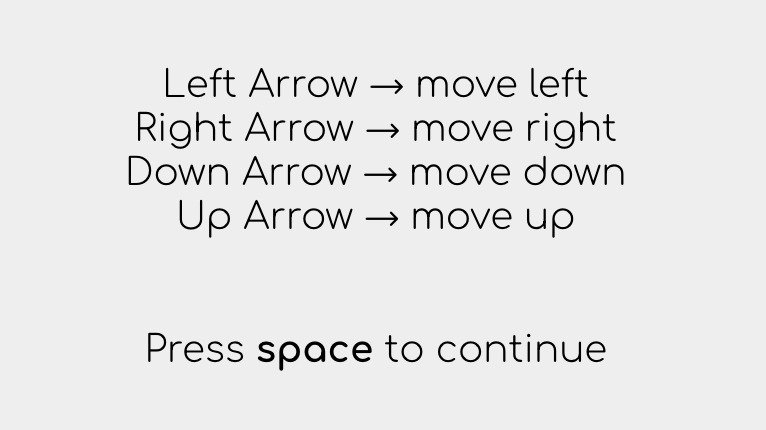 Left Arrow → move left
Right Arrow → move right
Down Arrow → move down
Up Arrow → move up
Press space to continue